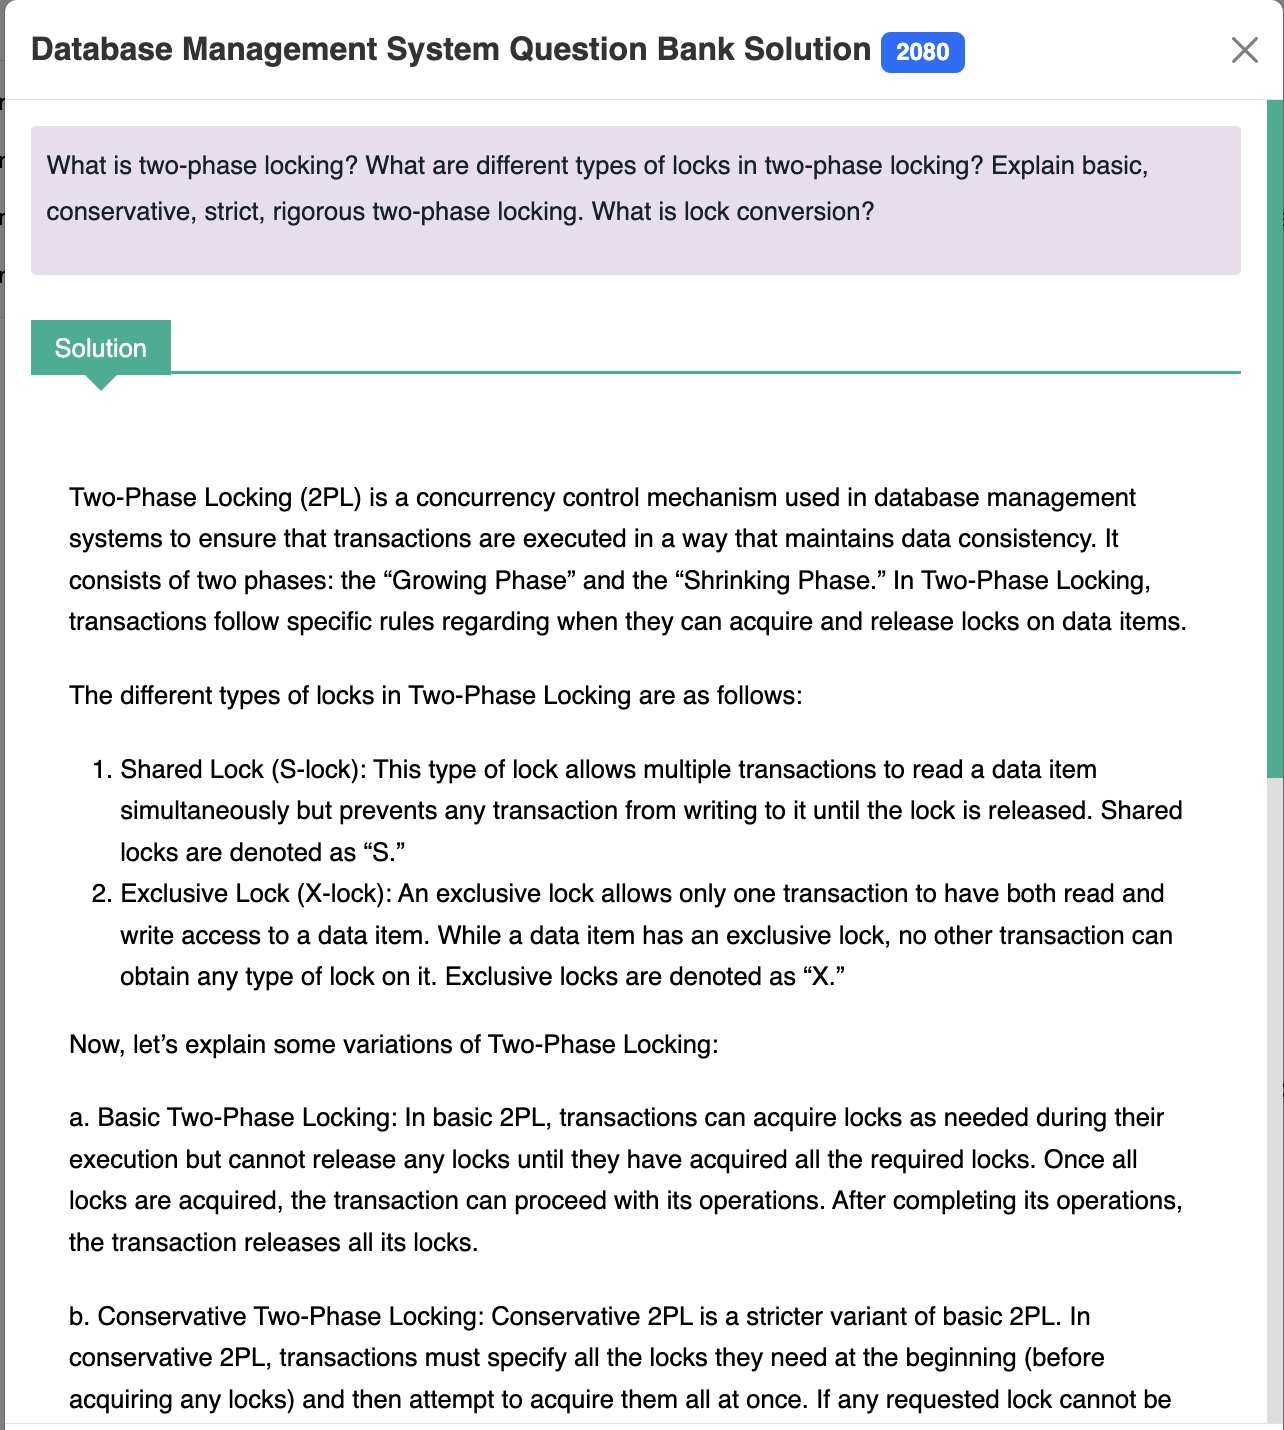 Database Management System Question Bank Solution 2080
What is two-phase locking? What are different types of locks in two-phase locking? Explain basic,
conservative, strict, rigorous two-phase locking. What is lock conversion?
Solution
Two-Phase Locking (2PL) is a concurrency control mechanism used in database management
systems to ensure that transactions are executed in a way that maintains data consistency. It
consists of two phases: the “Growing Phase” and the “Shrinking Phase.” In Two-Phase Locking,
transactions follow specific rules regarding when they can acquire and release locks on data items.
The different types of locks in Two-Phase Locking are as follows:
1. Shared Lock (S-lock): This type of lock allows multiple transactions to read a data item
simultaneously but prevents any transaction from writing to it until the lock is released. Shared
locks are denoted as “S.”
2. Exclusive Lock (X-lock): An exclusive lock allows only one transaction to have both read and
write access to a data item. While a data item has an exclusive lock, no other transaction can
obtain any type of lock on it. Exclusive locks are denoted as “X.”
Now, let’s explain some variations of Two-Phase Locking:
a. Basic Two-Phase Locking: In basic 2PL, transactions can acquire locks as needed during their
execution but cannot release any locks until they have acquired all the required locks. Once all
locks are acquired, the transaction can proceed with its operations. After completing its operations,
the transaction releases all its locks.
b. Conservative Two-Phase Locking: Conservative 2PL is a stricter variant of basic 2PL. In
conservative 2PL, transactions must specify all the locks they need at the beginning (before
acquiring any locks) and then attempt to acquire them all at once. If any requested lock cannot be